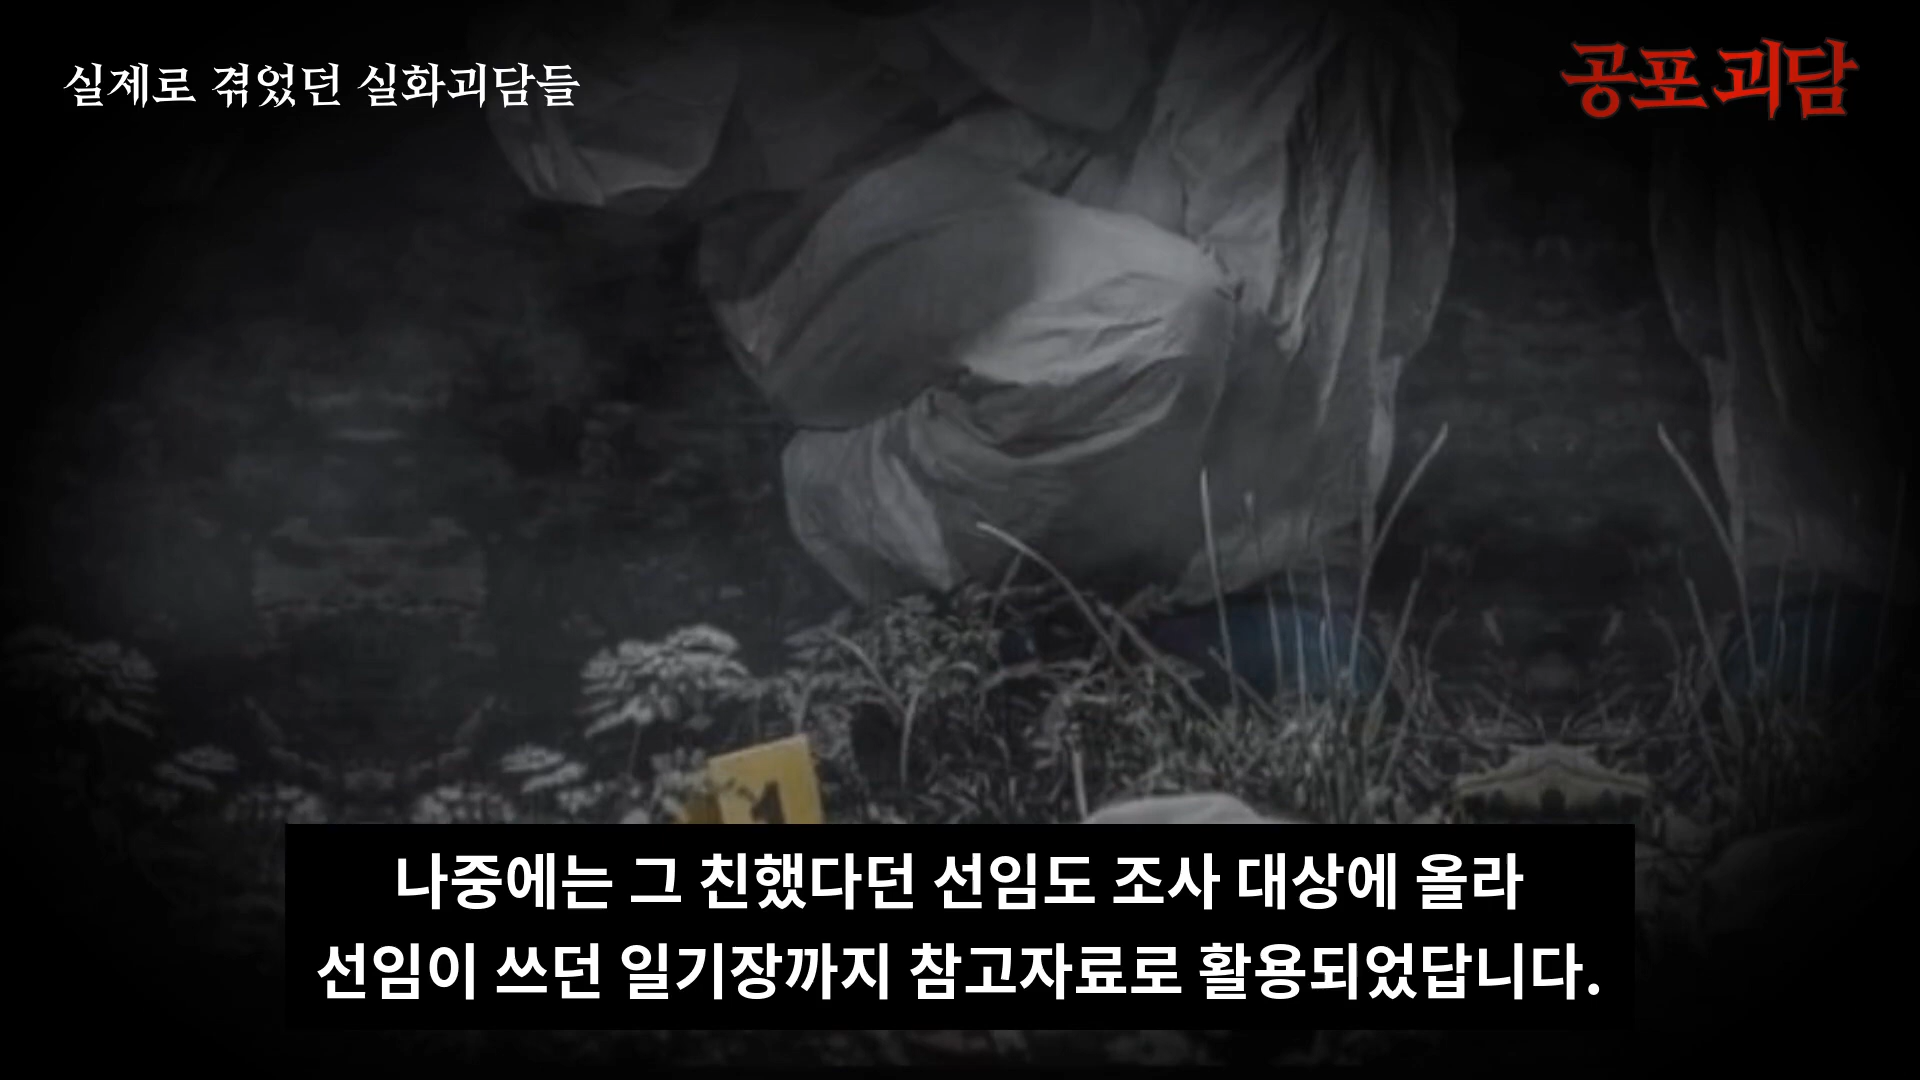 실제로 겪었던 실화괴담들
공포괴담
1
나중에는 그 친했다던 선임도 조사 대상에 올라
선임이 쓰던 일기장까지 참고자료로 활용되었답니다.